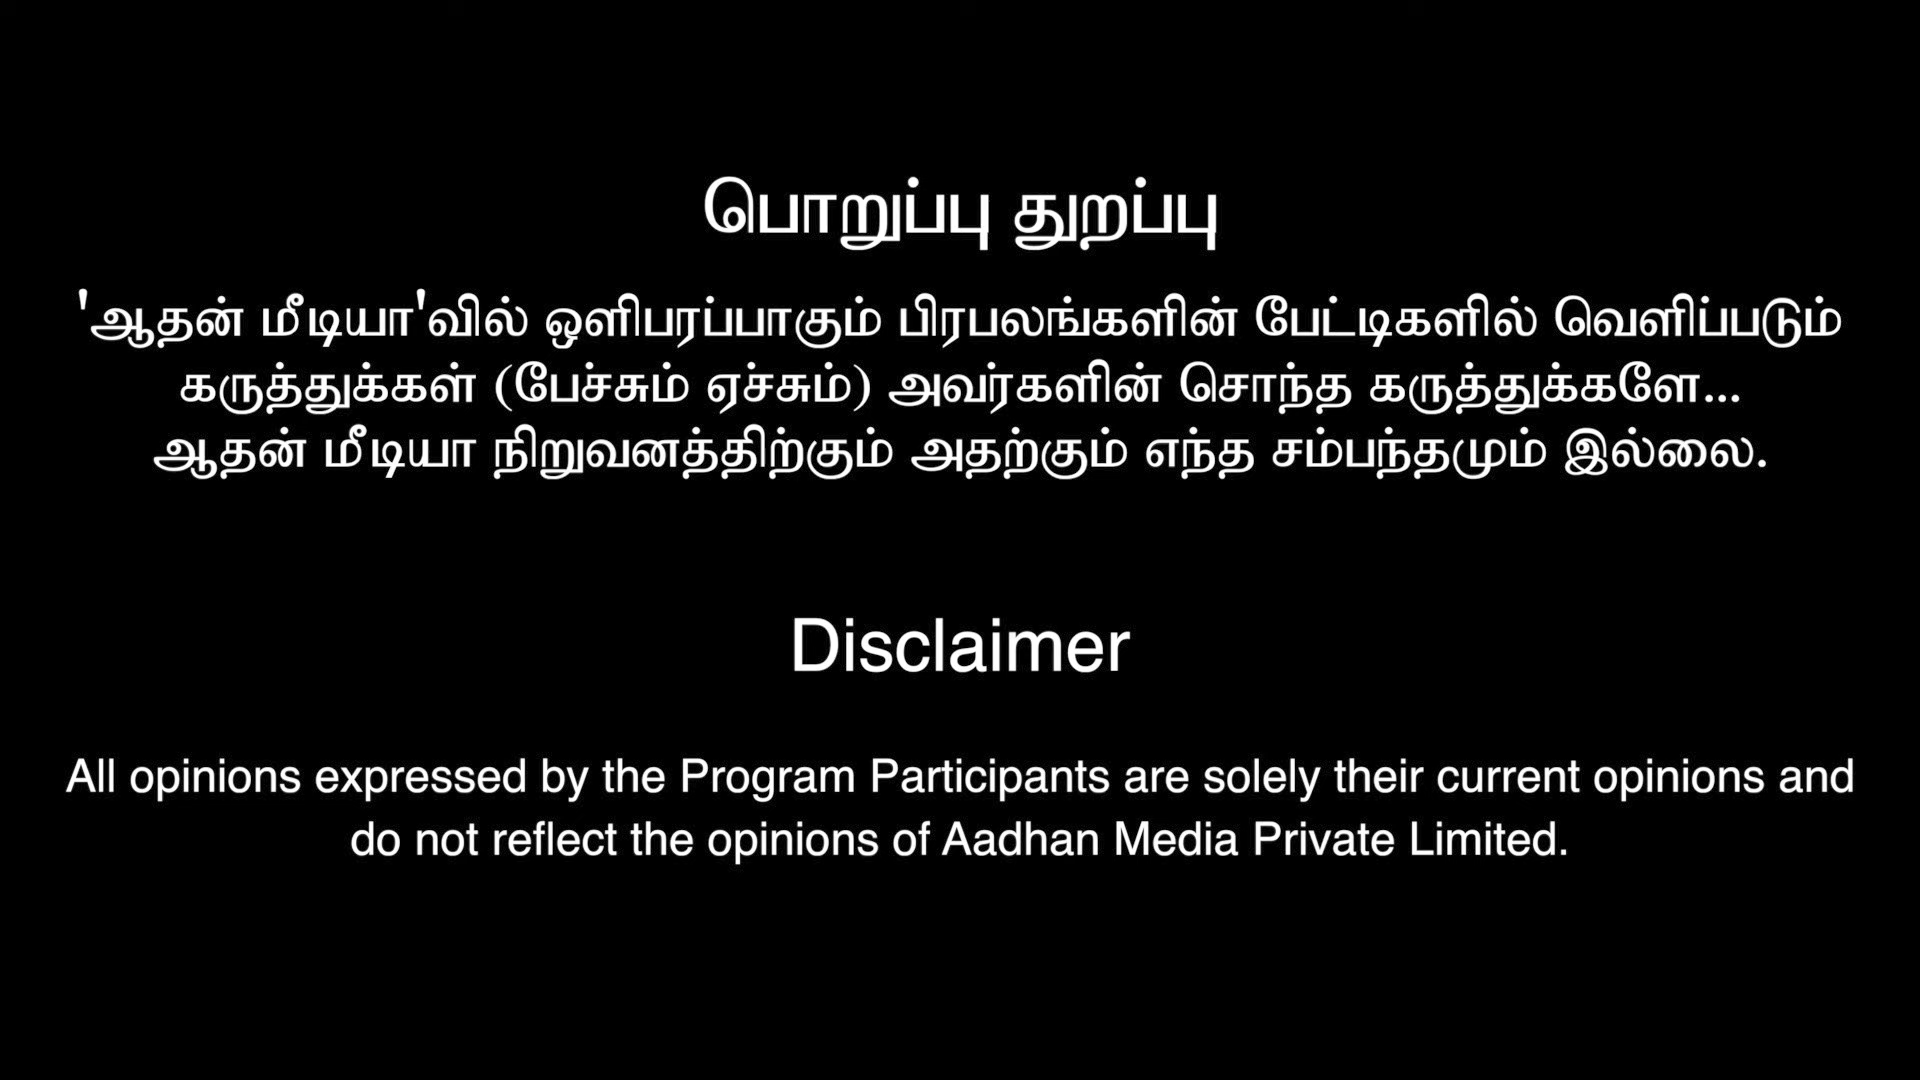 பொறுப்பு துறப்பு
'ஆதன் மீடியா'வில் ஒளிபரப்பாகும் பிரபலங்களின் பேட்டிகளில் வெளிப்படும்
கருத்துக்கள் (பேச்சும் ஏச்சும்) அவர்களின் சொந்த கருத்துக்களே...
ஆதன் மீடியா நிறுவனத்திற்கும் அதற்கும் எந்த சம்பந்தமும் இல்லை.
Disclaimer
All opinions expressed by the Program Participants are solely their current opinions and
do not reflect the opinions of Aadhan Media Private Limited.